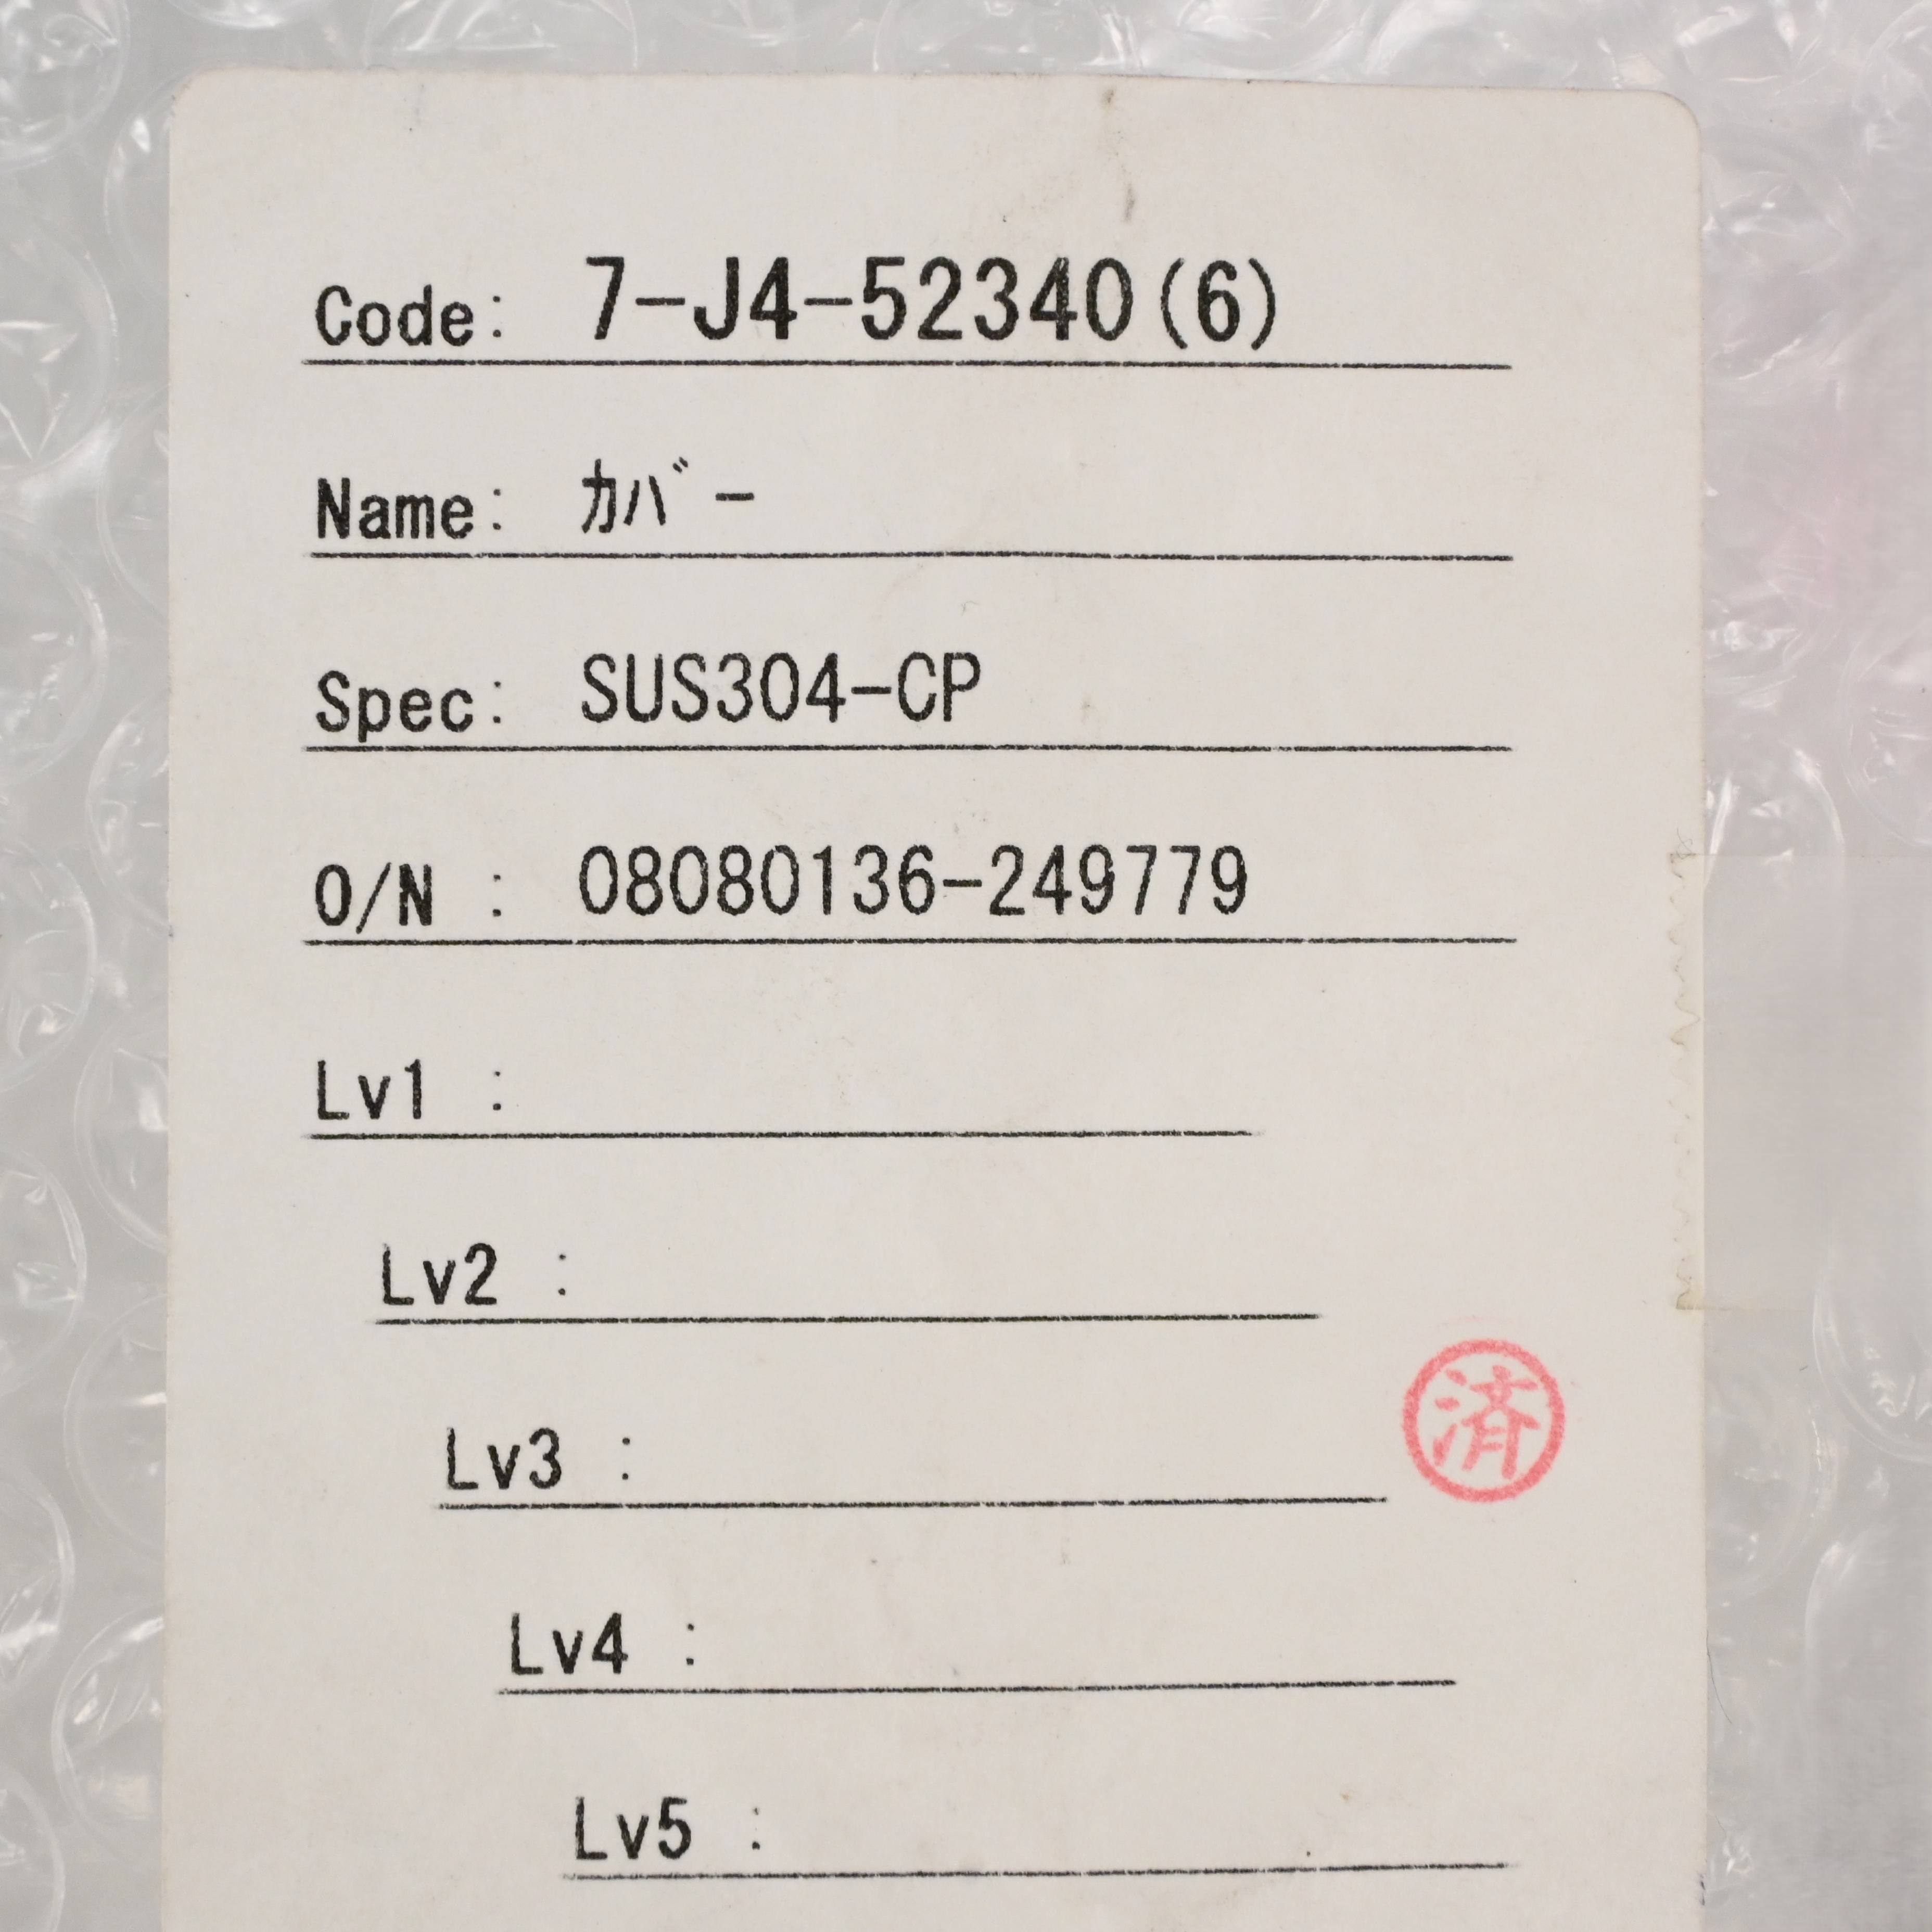 Code: 7-J4-52340(6)
Name: ｶﾊﾞｰ
Spec: SUS304-CP
O/N : 08080136-249779
Lv1 :
Lv2 :
Lv3 :
済
Lv4 :
Lv5 :